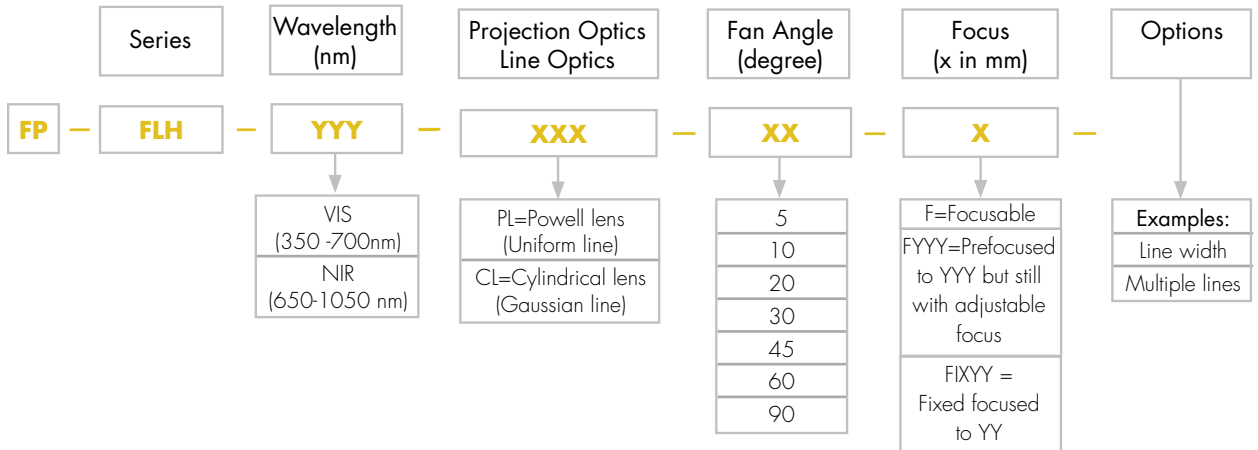 Series
Wavelength
(nm)
Projection Optics
Line Optics
Fan Angle
(degree)
Focus
(x in mm)
Options
FP – FLH – YYY – XXX – XX – X –
VIS
(350 -700nm)
NIR
(650-1050 nm)
PL=Powell lens
(Uniform line)
CL=Cylindrical lens
(Gaussian line)
5
10
20
30
45
60
90
F=Focusable
FYYY=Prefocused
to YYY but still
with adjustable
focus
FIXYY =
Fixed focused
to YY
Examples:
Line width
Multiple lines